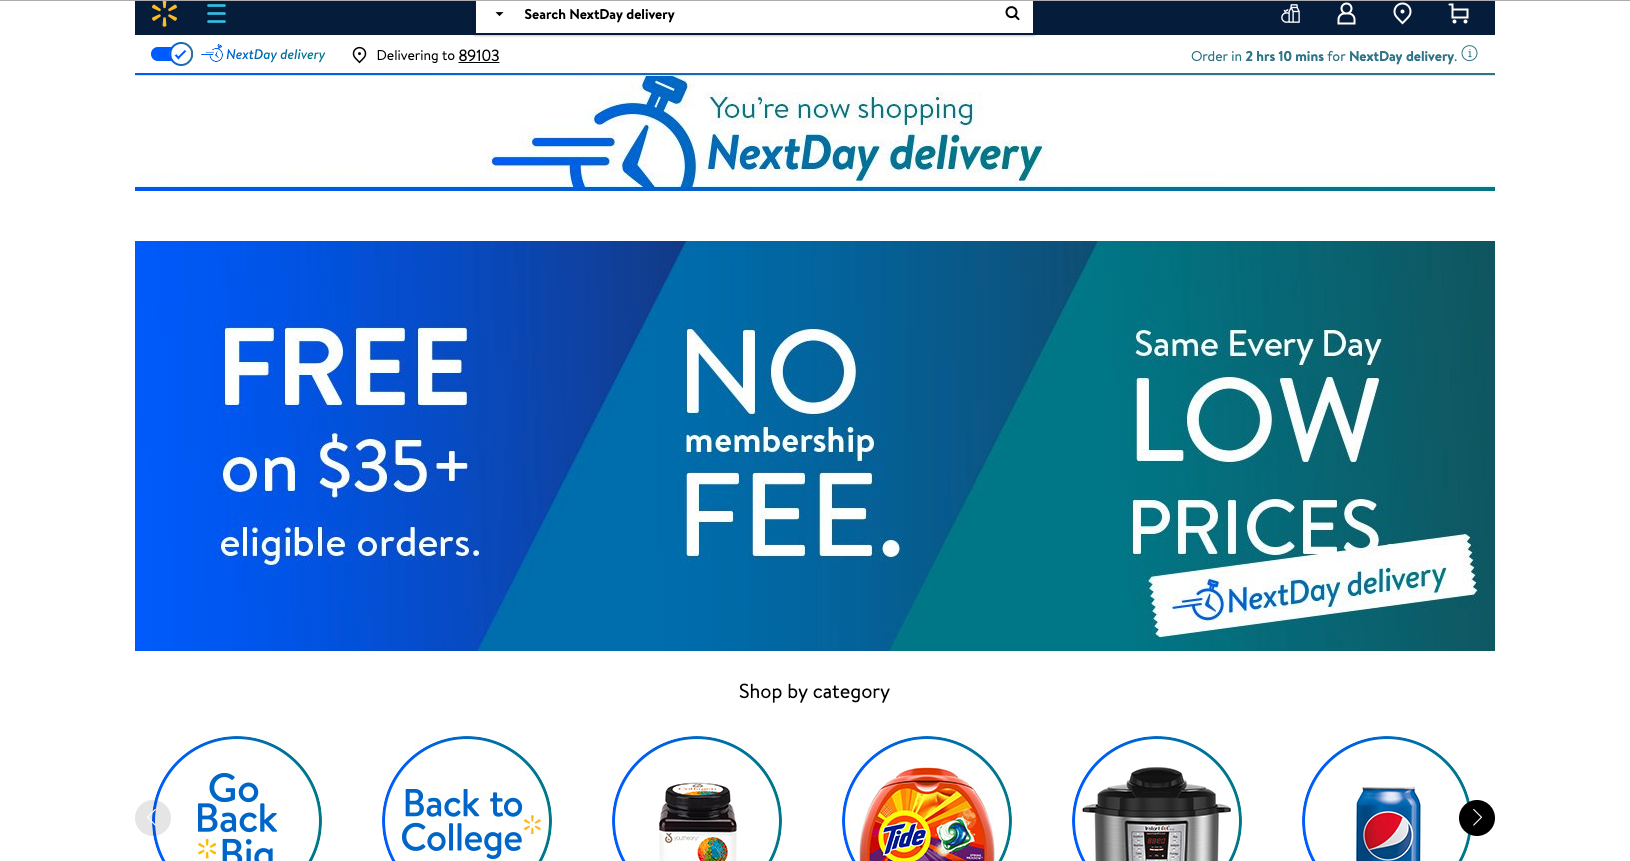 Search NextDay delivery
NextDay delivery
Delivering to 89103
Order in 2 hrs 10 mins for NextDay delivery.
You're now shopping
NextDay delivery
FREE
on $35+
eligible orders.
NO
membership
FEE.
Same Every Day
LOW
PRICES
NextDay delivery
Shop by category
Go
Back
Big
Back to
College
Tide